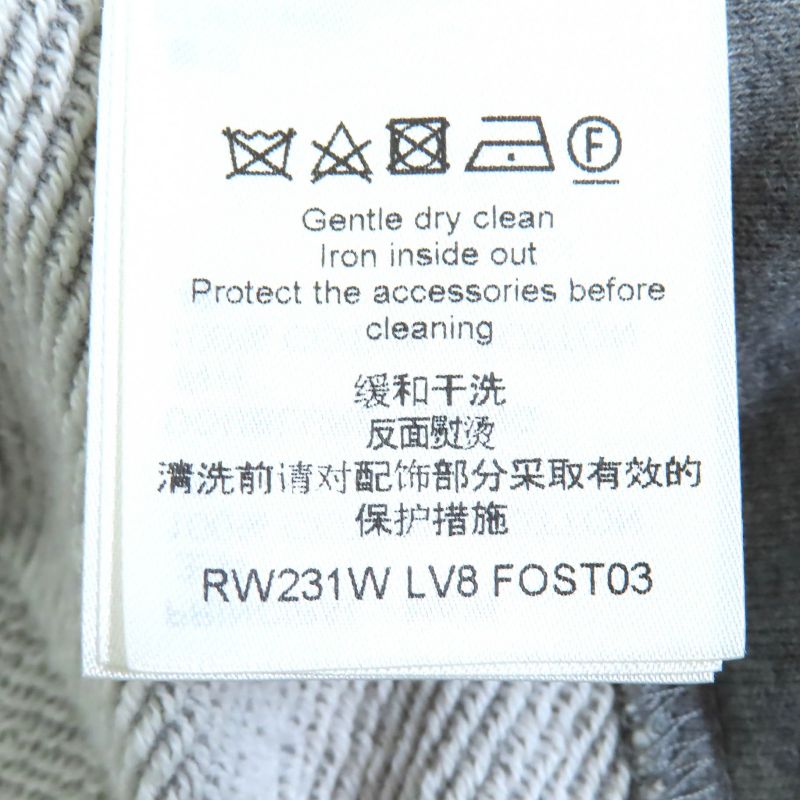 F
Gentle dry clean
Iron inside out
Protect the accessories before
cleaning
缓和干洗
反面熨烫
清洗前请对配饰部分采取有效的
保护措施
RW231W LV8 FOST03